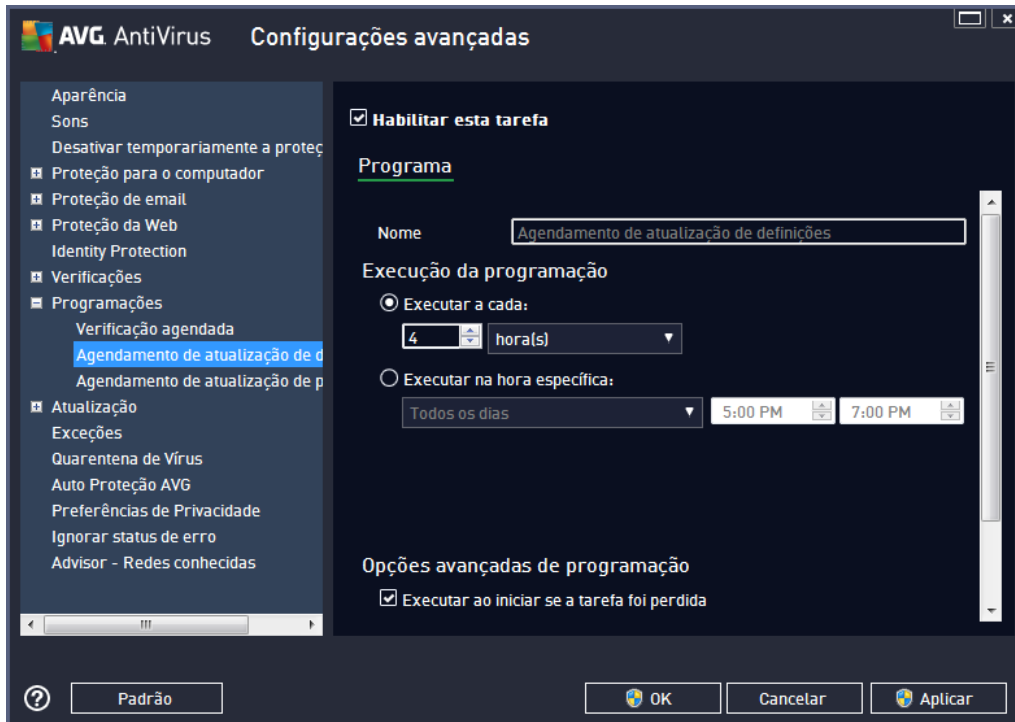 AVG AntiVirus Configurações avançadas
Aparência
Sons
Desativar temporariamente a proteç
Proteção para o computador
Proteção de email
Proteção da Web
Identity Protection
Verificações
Programações
Verificação agendada
Agendamento de atualização de d
Agendamento de atualização de p
Atualização
Exceções
Quarentena de Vírus
Auto Proteção AVG
Preferências de Privacidade
Ignorar status de erro
Advisor - Redes conhecidas
Habilitar esta tarefa
Programa
Nome Agendamento de atualização de definições
Execução da programação
Executar a cada:
4 hora(s)
Executar na hora específica:
Todos os dias 5:00 PM 7:00 PM
Opções avançadas de programação
Executar ao iniciar se a tarefa foi perdida
? Padrão OK Cancelar Aplicar